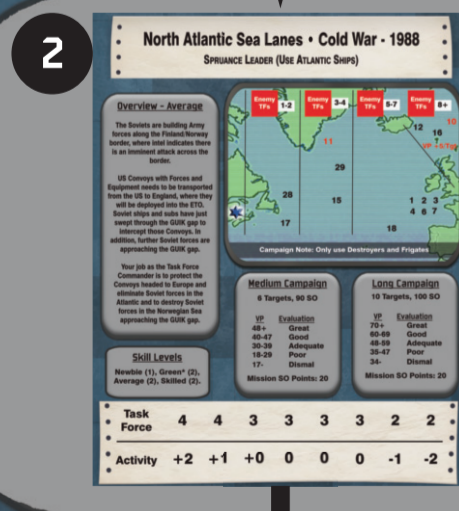 2
North Atlantic Sea Lanes • Cold War - 1988
Spruance Leader (Use Atlantic Ships)
Overview - Average
The Soviets are building Army
forces along the Finland/Norway
border, where intel indicates there
is an imminent attack across the
border.
US Convoys with Forces and
Equipment needs to be transported
from the US to England, where they
will be deployed into the ETO.
Soviet ships and subs have just
swept through the GUIK gap to
intercept those Convoys. In
addition, further Soviet forces are
approaching the GUIK gap.
Your job as the Task Force
Commander is to protect the
Convoys headed to Europe and
eliminate Soviet forces in the
Atlantic and to destroy Soviet
forces in the Norwegian Sea
approaching the GUIK gap.
Skill Levels
Newbie (1), Green* (2),
Average (2), Skilled (2).
Enemy TFs 1-2 Enemy TFs 3-4 Enemy TFs 5-7 Enemy TFs 8+
10
12
16
11
29
28
15
1 2 3
4 6 7
17
18
Campaign Note: Only use Destroyers and Frigates
Medium Campaign
6 Targets, 90 SO
VP Evaluation
48+ Great
40-47 Good
30-39 Adequate
18-29 Poor
17- Dismal
Mission SO Points: 20
Long Campaign
10 Targets, 100 SO
VP Evaluation
70+ Great
60-69 Good
48-59 Adequate
35-47 Poor
34- Dismal
Mission SO Points: 20
Task Force 4 4 3 3 3 3 3 2 2
Activity +2 +1 +0 0 0 0 -1 -2